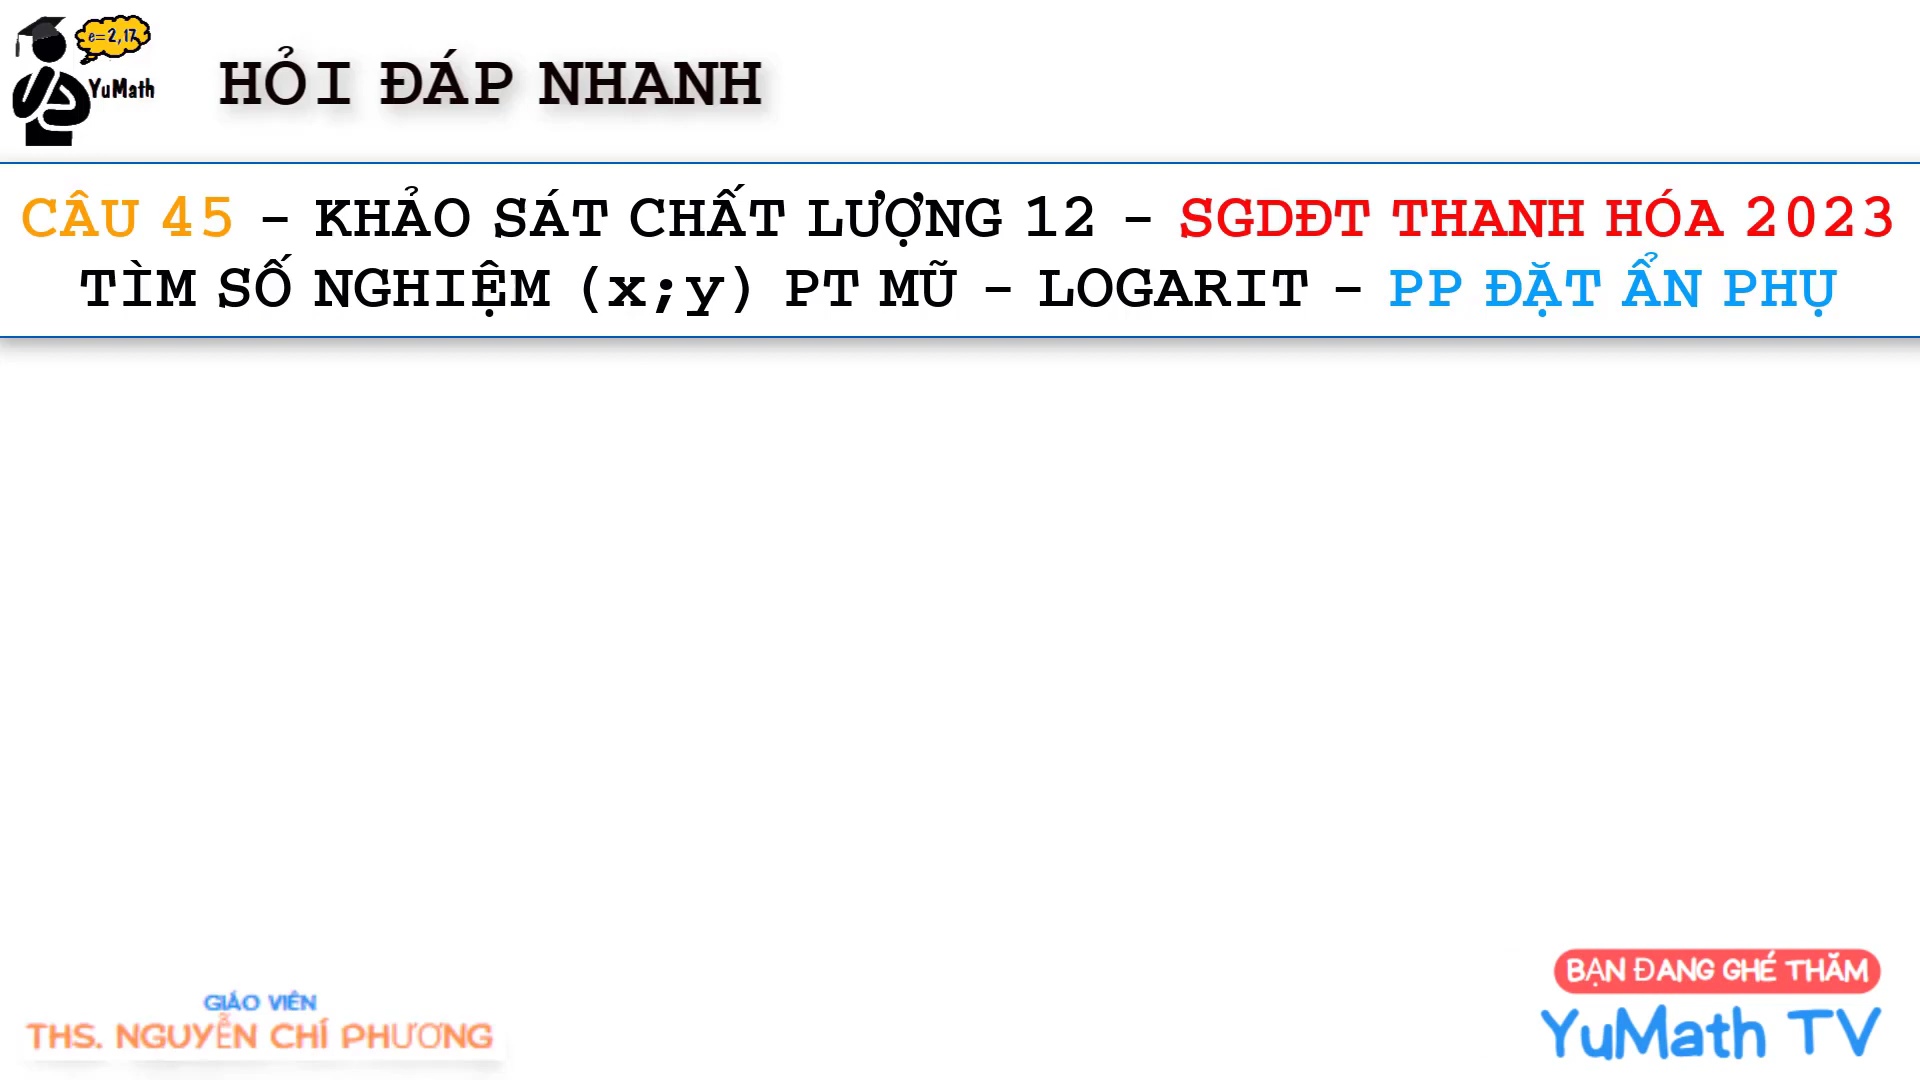 e=2,17
YuMath
HỎI ĐÁP NHANH
CÂU 45 - KHẢO SÁT CHẤT LƯỢNG 12 - SGDĐT THANH HÓA 2023
TÌM SỐ NGHIỆM (x;y) PT MŨ - LOGARIT - PP ĐẶT ẨN PHỤ
GIÁO VIÊN
THS. NGUYỄN CHÍ PHƯƠNG
BẠN ĐANG GHÉ THĂM
YuMath TV